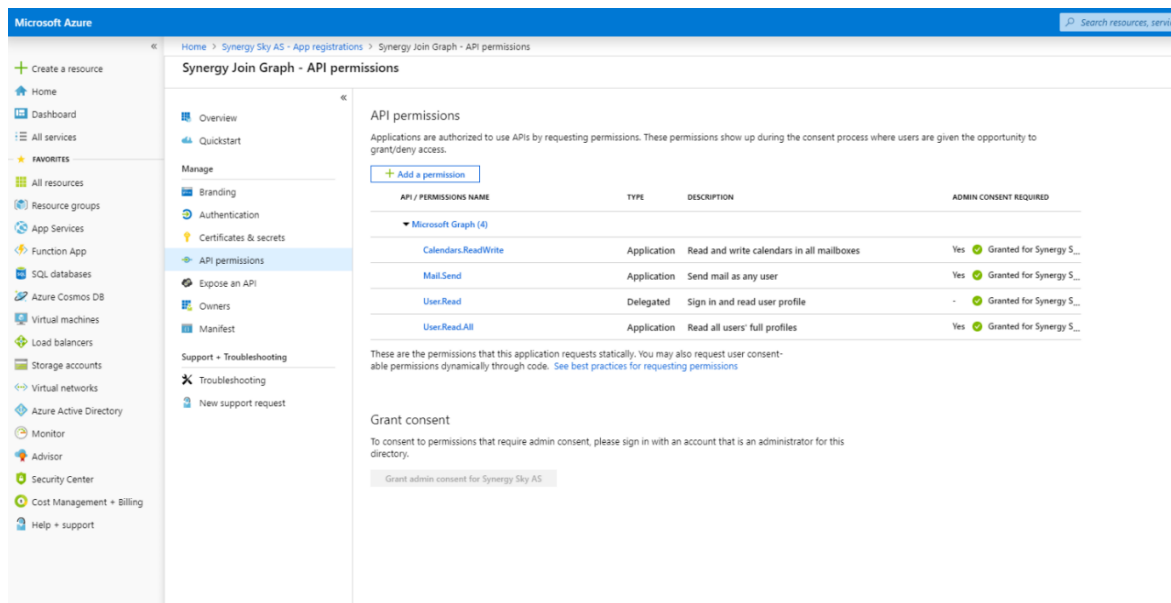 Microsoft Azure
Search resources, servi
«
Home > Synergy Sky AS - App registrations > Synergy Join Graph - API permissions
Synergy Join Graph - API permissions
Create a resource
Home
Dashboard
All services
FAVORITES
All resources
Resource groups
App Services
Function App
SQL databases
Azure Cosmos DB
Virtual machines
Load balancers
Storage accounts
Virtual networks
Azure Active Directory
Monitor
Advisor
Security Center
Cost Management + Billing
Help + support
«
Overview
Quickstart
Manage
Branding
Authentication
Certificates & secrets
API permissions
Expose an API
Owners
Manifest
Support + Troubleshooting
Troubleshooting
New support request
API permissions
Applications are authorized to use APIs by requesting permissions. These permissions show up during the consent process where users are given the opportunity to
grant/deny access.
+ Add a permission
API / PERMISSIONS NAME TYPE DESCRIPTION ADMIN CONSENT REQUIRED
Microsoft Graph (4)
Calendars.ReadWrite Application Read and write calendars in all mailboxes Yes Granted for Synergy S...
Mail.Send Application Send mail as any user Yes Granted for Synergy S...
User.Read Delegated Sign in and read user profile - Granted for Synergy S...
User.Read.All Application Read all users' full profiles Yes Granted for Synergy S...
These are the permissions that this application requests statically. You may also request user consent-
able permissions dynamically through code. See best practices for requesting permissions
Grant consent
To consent to permissions that require admin consent, please sign in with an account that is an administrator for this
directory.
Grant admin consent for Synergy Sky AS